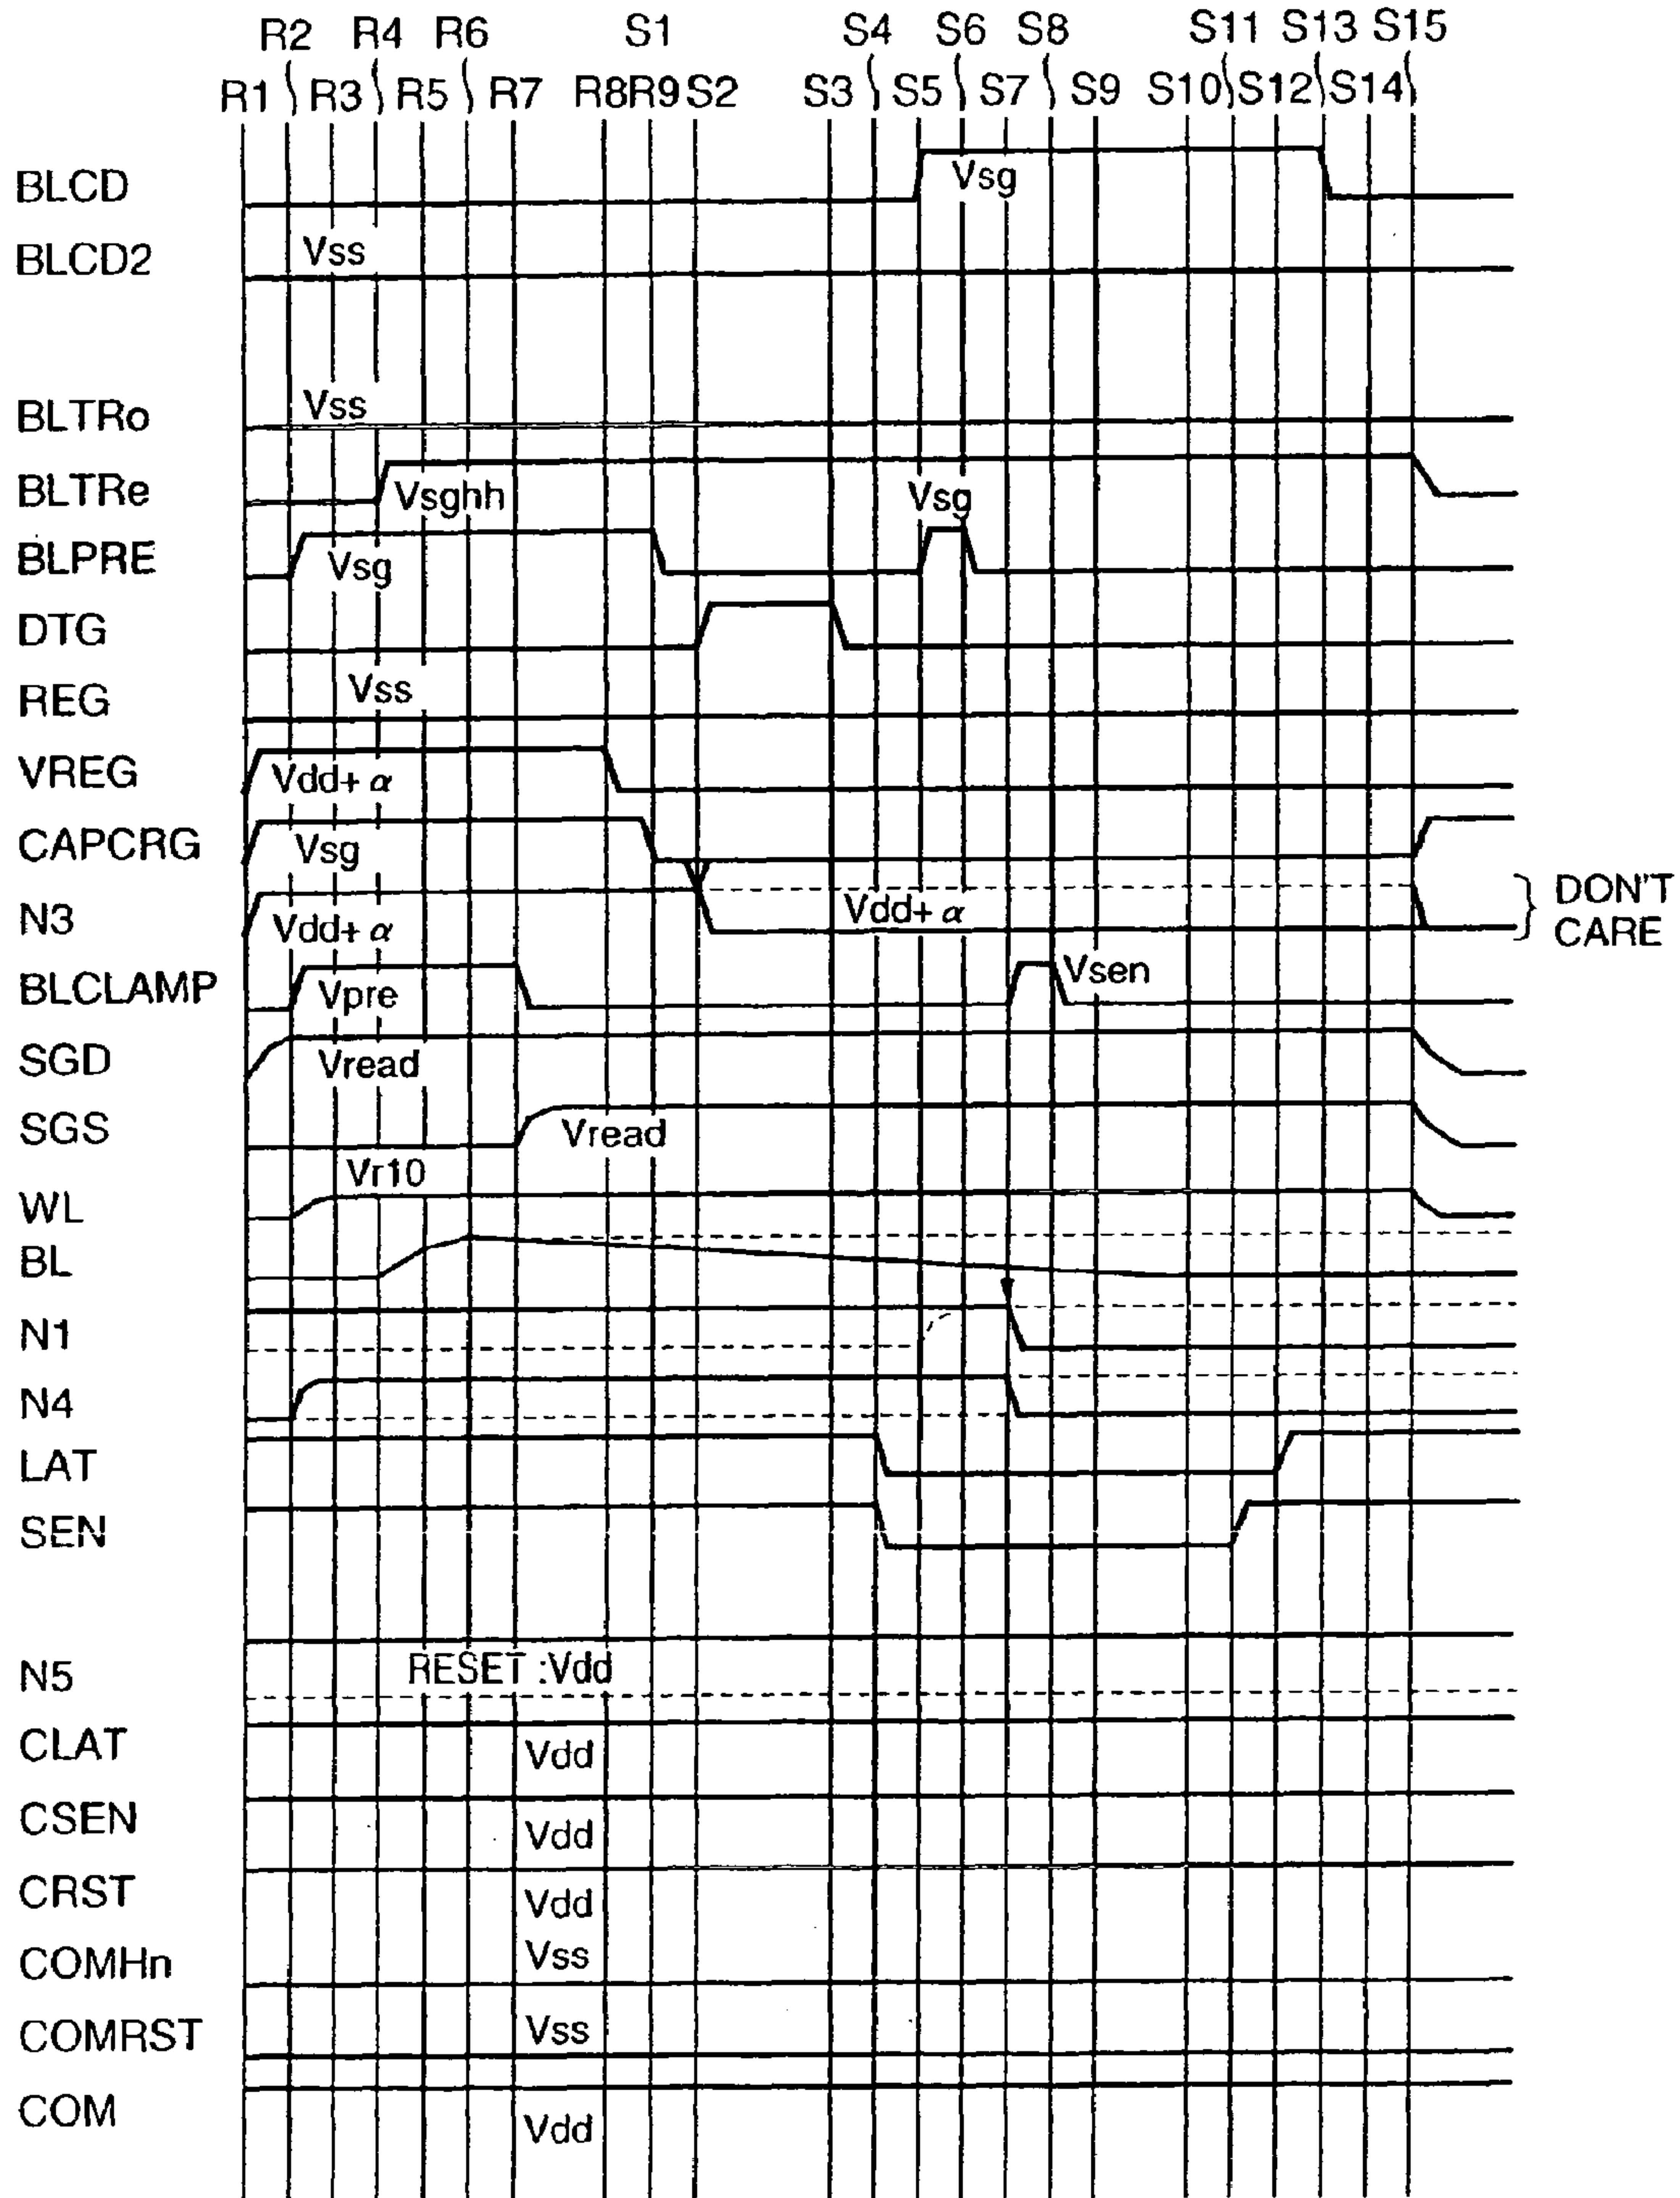 R2 R4 R6 S1 S4 S6 S8 S11 S13 S15
R1 R3 R5 R7 R8R9S2 S3 S5 S7 S9 S10 S12 S14
BLCD Vsg
BLCD2 Vss
BLTRo Vss
BLTRe Vsghh Vsg
BLPRE Vsg
DTG
REG Vss
VREG Vdd+α
CAPCRG Vsg
N3 Vdd+α Vdd+α DON'T
CARE
BLCLAMP Vpre Vsen
SGD Vread
SGS Vread
Vr10
WL
BL
N1
N4
LAT
SEN
N5 RESET :Vdd
CLAT Vdd
CSEN Vdd
CRST Vdd
COMHn Vss
COMRST Vss
COM Vdd